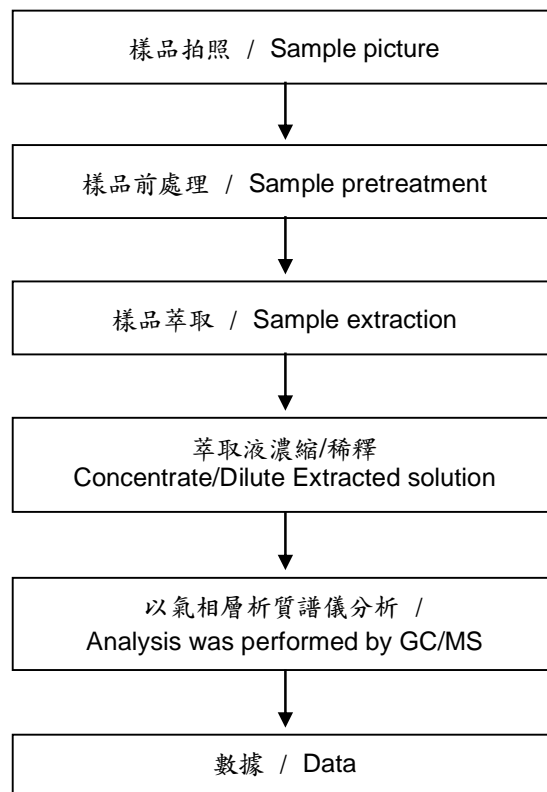 樣品拍照 / Sample picture
樣品前處理 / Sample pretreatment
樣品萃取 / Sample extraction
萃取液濃縮/稀釋
Concentrate/Dilute Extracted solution
以氣相層析質譜儀分析 /
Analysis was performed by GC/MS
數據 / Data